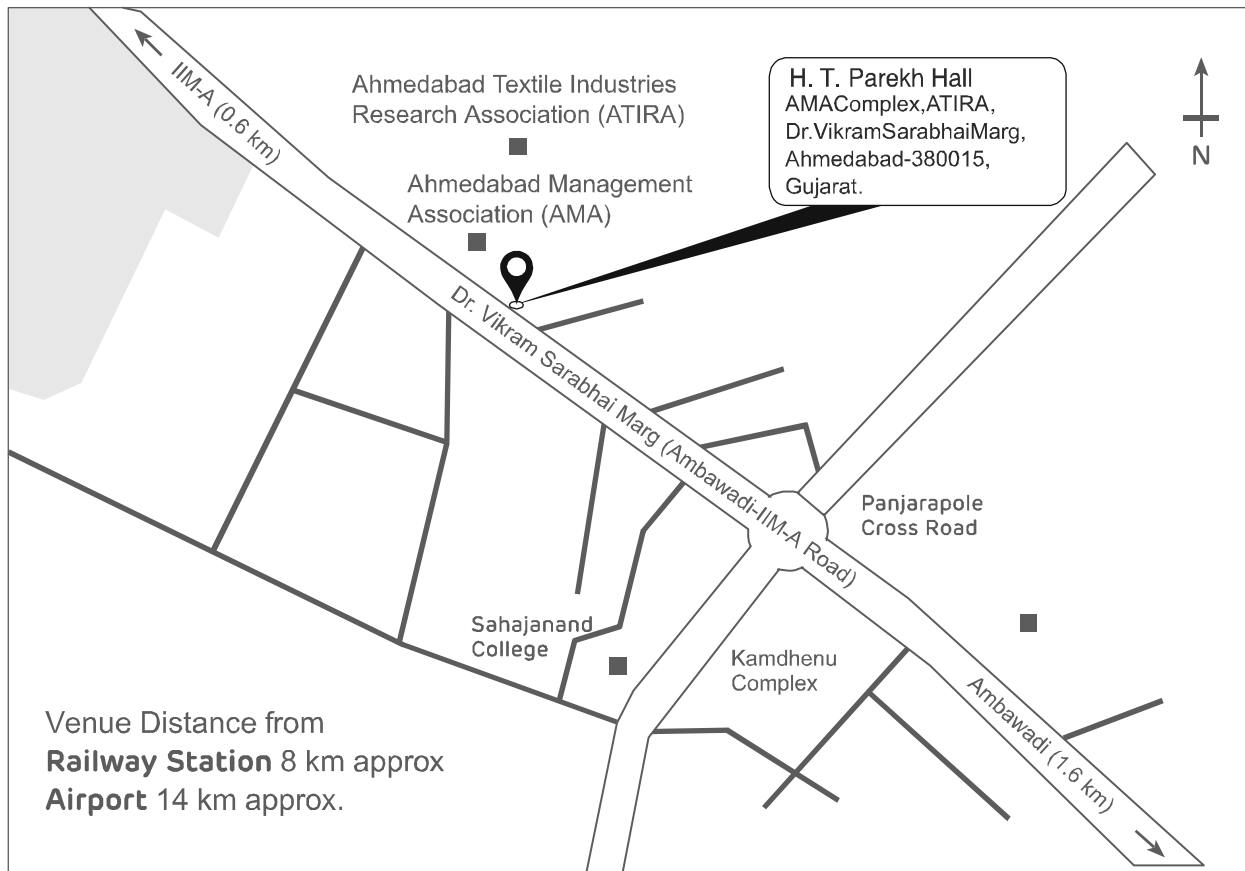 IIM-A (0.6 km)
Ahmedabad Textile Industries
Research Association (ATIRA)
H. T. Parekh Hall
AMAComplex,ATIRA,
Dr.VikramSarabhaiMarg,
Ahmedabad-380015,
Gujarat.
N
Ahmedabad Management
Association (AMA)
Dr. Vikram Sarabhai Marg (Ambawadi-IIM-A Road)
Panjarapole
Cross Road
Sahajanand
College
Kamdhenu
Complex
Ambawadi (1.6 km)
Venue Distance from
Railway Station 8 km approx
Airport 14 km approx.